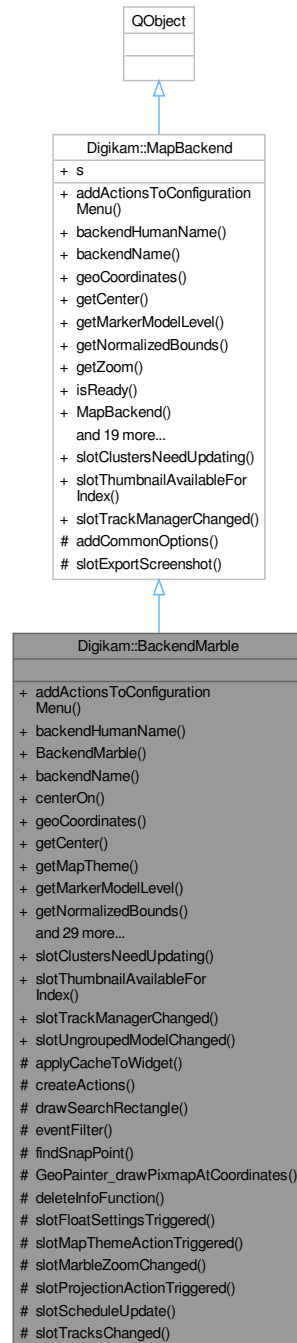 QObject
Digikam::MapBackend
+ s
+ addActionsToConfiguration
Menu()
+ backendHumanName()
+ backendName()
+ geoCoordinates()
+ getCenter()
+ getMarkerModelLevel()
+ getNormalizedBounds()
+ getZoom()
+ isReady()
+ MapBackend()
and 19 more...
+ slotClustersNeedUpdating()
+ slotThumbnailAvailableFor
Index()
+ slotTrackManagerChanged()
# addCommonOptions()
# slotExportScreenshot()
Digikam::BackendMarble
+ addActionsToConfiguration
Menu()
+ backendHumanName()
+ BackendMarble()
+ backendName()
+ centerOn()
+ geoCoordinates()
+ getCenter()
+ getMapTheme()
+ getMarkerModelLevel()
+ getNormalizedBounds()
and 29 more...
+ slotClustersNeedUpdating()
+ slotThumbnailAvailableFor
Index()
+ slotTrackManagerChanged()
+ slotUngroupedModelChanged()
# applyCacheToWidget()
# createActions()
# drawSearchRectangle()
# eventFilter()
# findSnapPoint()
# GeoPainter_drawPixmapAtCoordinates()
# deleteInfoFunction()
# slotFloatSettingsTriggered()
# slotMapThemeActionTriggered()
# slotMarbleZoomChanged()
# slotProjectionActionTriggered()
# slotScheduleUpdate()
# slotTracksChanged()